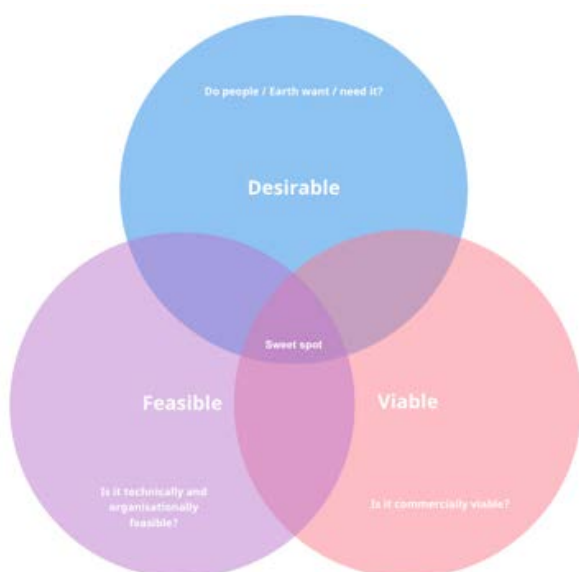 Do people / Earth want / need it?
Desirable
Sweet spot
Feasible
Viable
Is it technically and
organisationally
feasible?
Is it commercially viable?